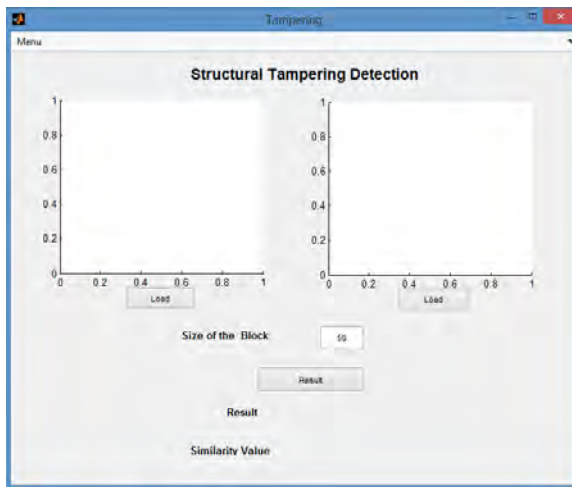 Tampering
Menu
Structural Tampering Detection
1
0.8
0.6
0.4
0.2
0
0 0.2 0.4 0.6 0.8 1
1
0.8
0.6
0.4
0.2
0
0 0.2 0.4 0.6 0.8 1
Load
Load
Size of the Block
50
Result
Result
Similarity Value